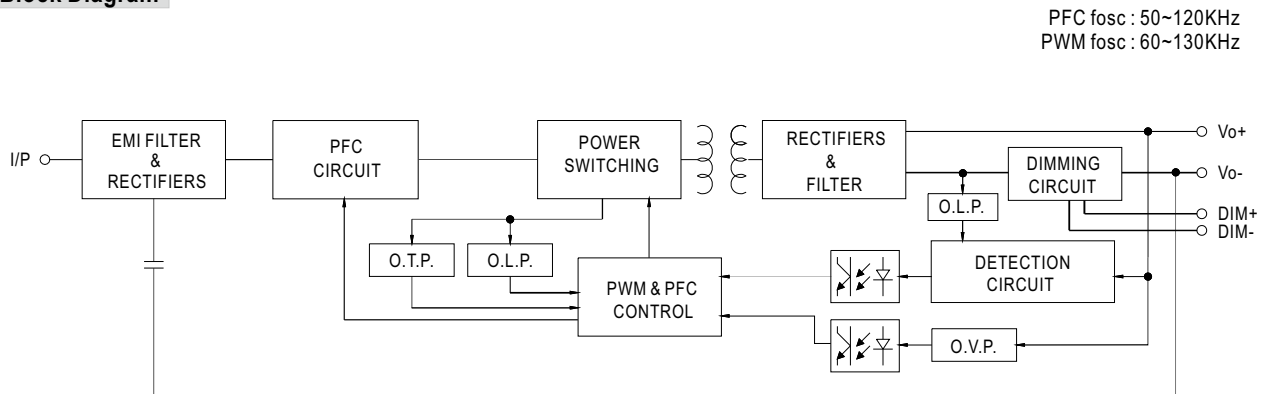 Block Diagram
PFC fosc : 50~120KHz
PWM fosc : 60~130KHz
I/P
EMI FILTER
&
RECTIFIERS
PFC
CIRCUIT
POWER
SWITCHING
RECTIFIERS
&
FILTER
DIMMING
CIRCUIT
Vo+
Vo-
DIM+
DIM-
O.L.P.
O.T.P.
O.L.P.
PWM & PFC
CONTROL
DETECTION
CIRCUIT
O.V.P.